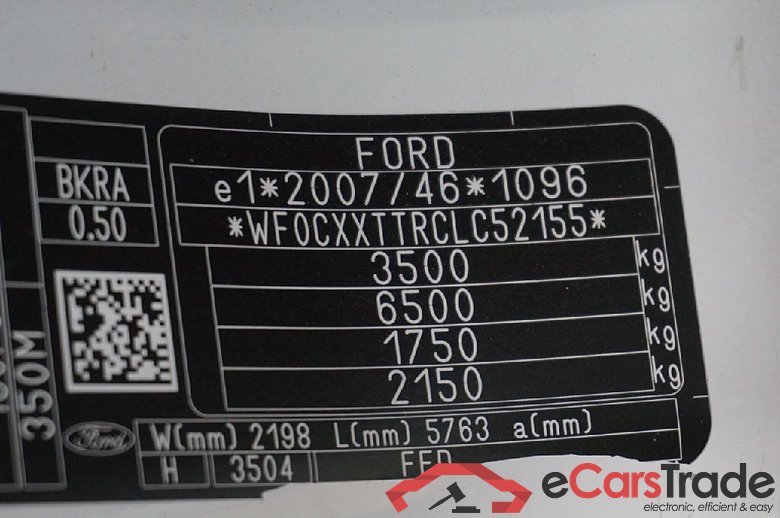 FORD
BKRA
e1*2007/46*1096
0.50
*WF0CXXTTRCLC52155*
3500 kg
6500 kg
1750 kg
2150 kg
350M
Ford
W(mm) 2198 L(mm) 5763 a(mm)
H 3504
eCarsTrade
electronic, efficient & easy